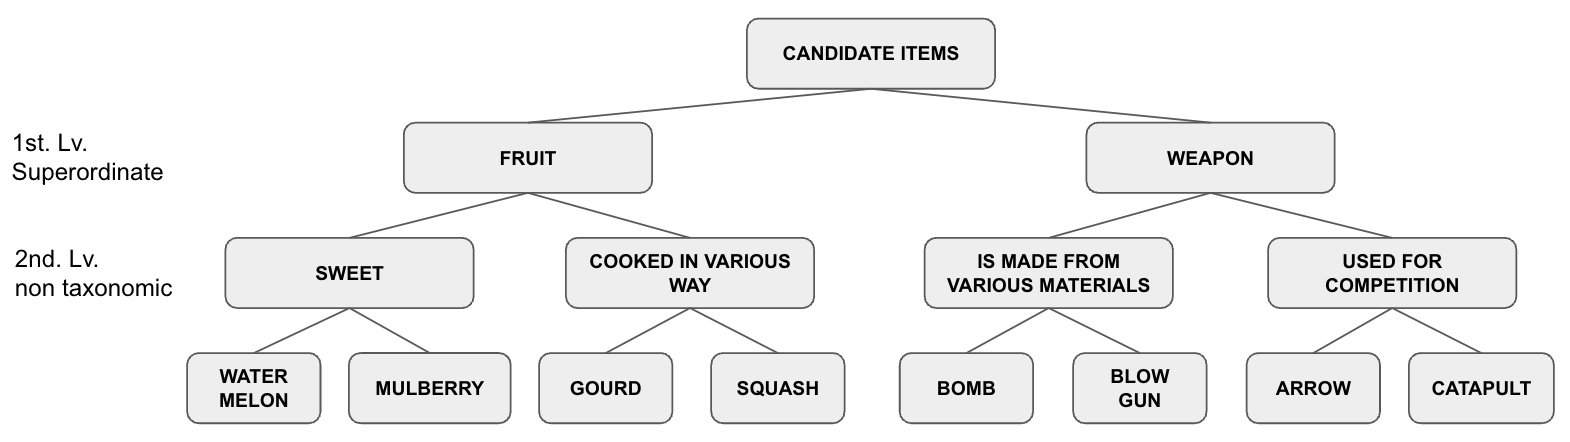 CANDIDATE ITEMS
1st. Lv.
Superordinate
FRUIT
WEAPON
2nd. Lv.
non taxonomic
SWEET
COOKED IN VARIOUS
WAY
IS MADE FROM
VARIOUS MATERIALS
USED FOR
COMPETITION
WATER
MELON
MULBERRY
GOURD
SQUASH
BOMB
BLOW
GUN
ARROW
CATAPULT